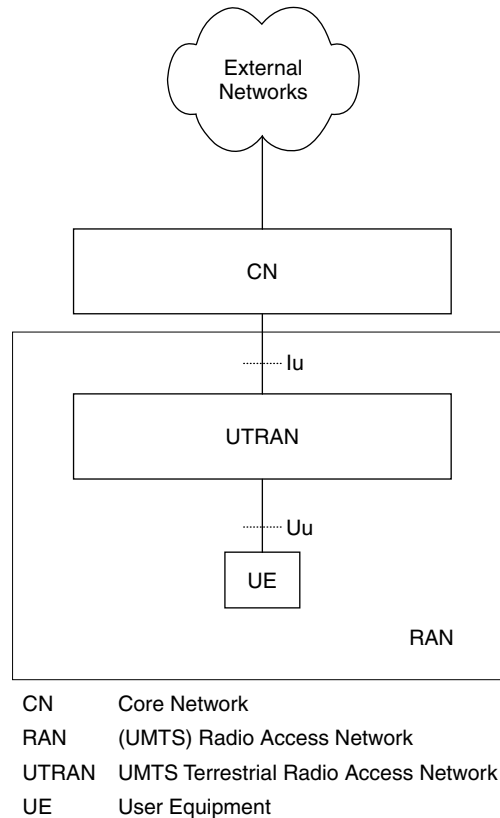 External
Networks
CN
Iu
UTRAN
Uu
UE
RAN
CN Core Network
RAN (UMTS) Radio Access Network
UTRAN UMTS Terrestrial Radio Access Network
UE User Equipment